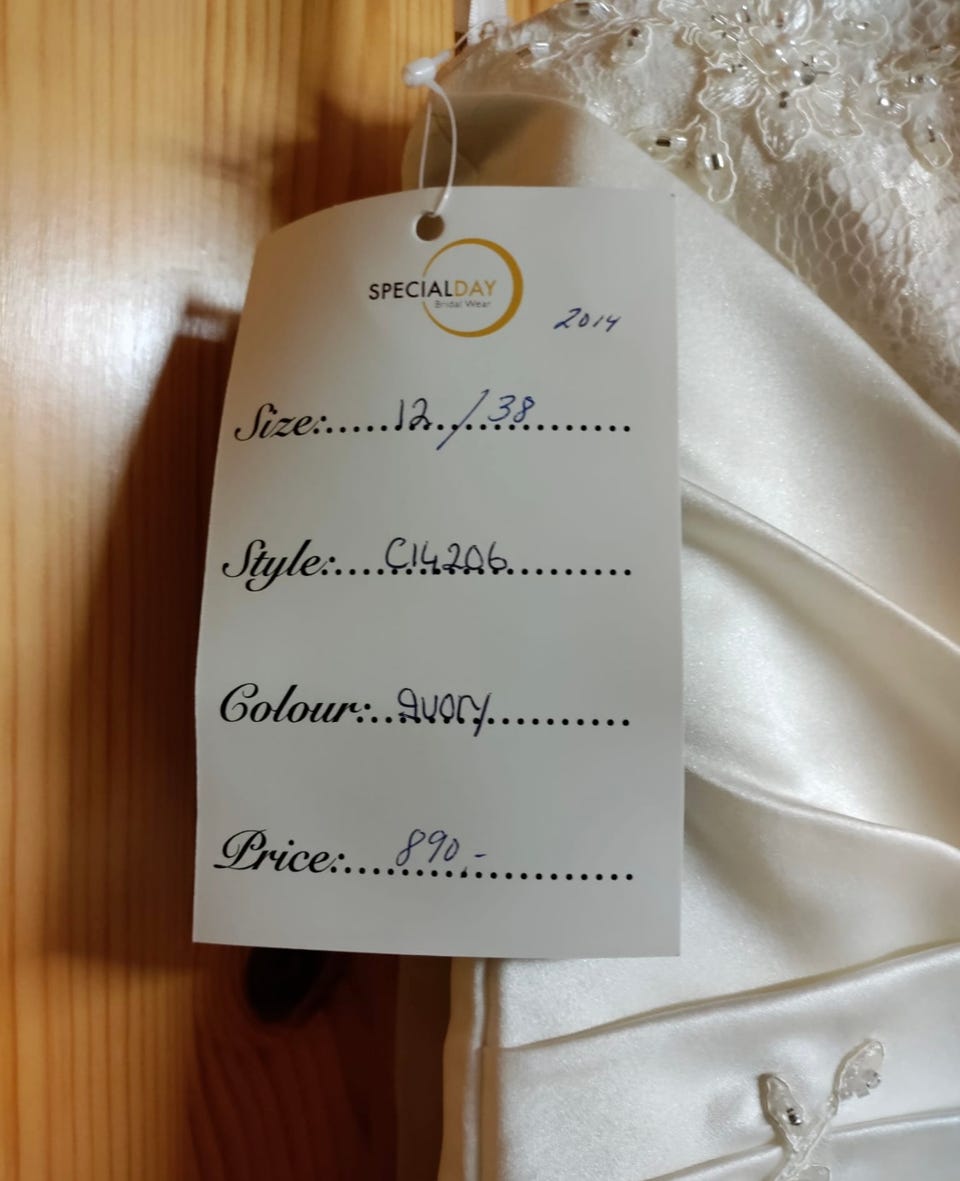 SPECIALDAY
Bridal Wear
2014
Size:.....12../38..............
Style:....C14206..............
Colour:..Ivory..............
Price:....890.-..............